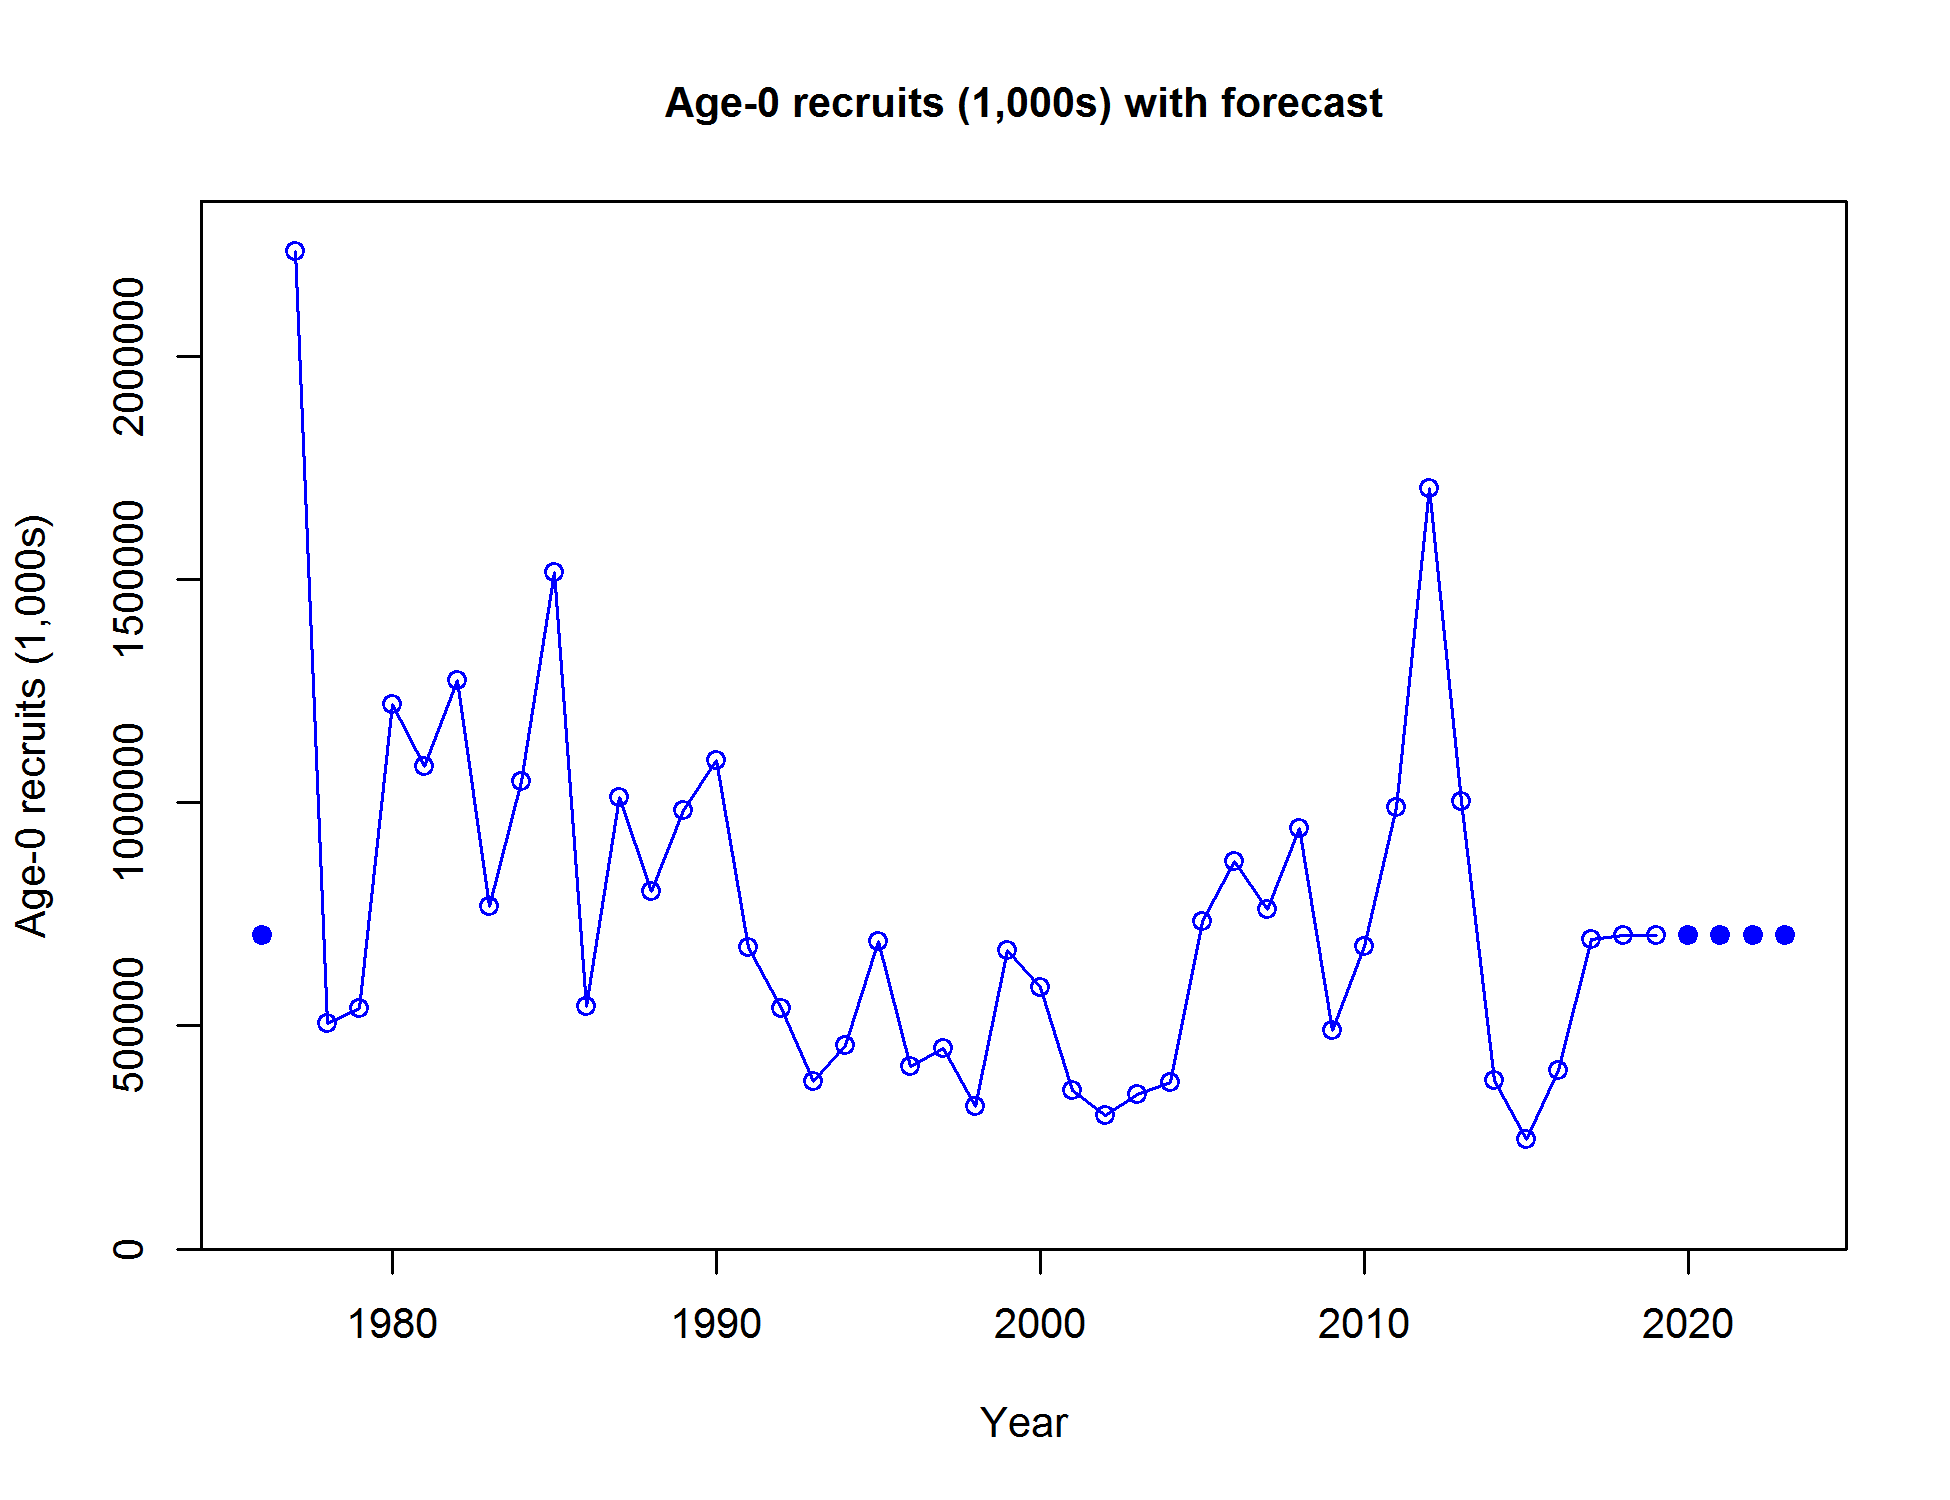 Age-0 recruits (1,000s) with forecast
Age-0 recruits (1,000s)
2000000
1500000
1000000
500000
0
1980 1990 2000 2010 2020
Year